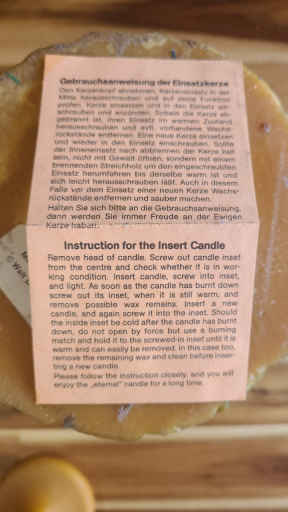 Gebrauchsanweisung der Einsatzkerze
Den Kerzenkopf abnehmen, Kerzeneinsatz in der
Mitte herausschrauben und auf seine Funktion
prüfen. Kerze einsetzen und in den Einsatz ein-
schrauben und anzünden. Sobald die Kerze ab-
gebrannt ist, ihren Einsatz im warmen Zustand
herausschrauben und evtl. vorhandene Wachs-
rückstände entfernen. Eine neue Kerze einsetzen
und wieder in den Einsatz einschrauben. Sollte
der Inneneinsatz nach abbrennen der Kerze kalt
sein, nicht mit Gewalt öffnen, sondern mit einem
brennenden Streichholz um den eingeschraubten
Einsatz herumfahren bis derselbe warm ist und
sich leicht herausschrauben läßt. Auch in diesem
Falle vor dem Einsatz einer neuen Kerze Wachs-
rückstände entfernen und sauber machen.
Halten Sie sich bitte an die Gebrauchsanweisung,
dann werden Sie immer Freude an der Ewigen
Kerze haben.
Instruction for the Insert Candle
Remove head of candle. Screw out candle inset
from the centre and check whether it is in wor-
king condition. Insert candle, screw into inset,
and light. As soon as the candle has burnt down
screw out its inset, when it is still warm, and
remove possible wax remains. Insert a new
candle, and again screw it into the inset. Should
the inside inset be cold after the candle has burnt
down, do not open by force but use a burning
match and hold it to the screwed-in inset until it is
warm and can easily be removed. In this case too,
remove the remaining wax and clean before inser-
ting a new candle.
Please follow the instruction closely, and you will
enjoy the „eternal" candle for a long time.